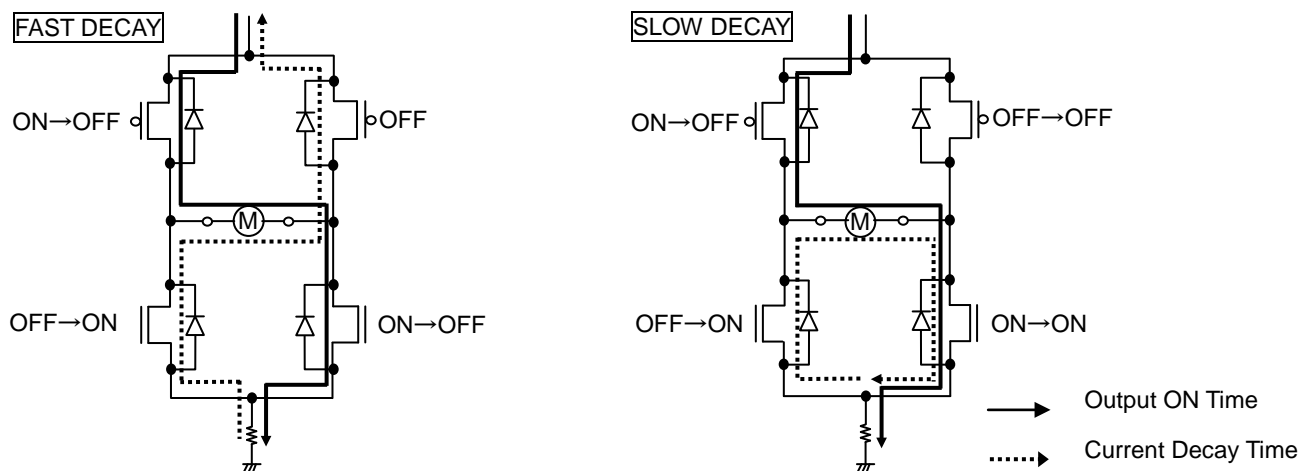 FAST DECAY
ON→OFF
OFF
M
OFF→ON
ON→OFF
SLOW DECAY
ON→OFF
OFF→OFF
M
OFF→ON
ON→ON
Output ON Time
Current Decay Time